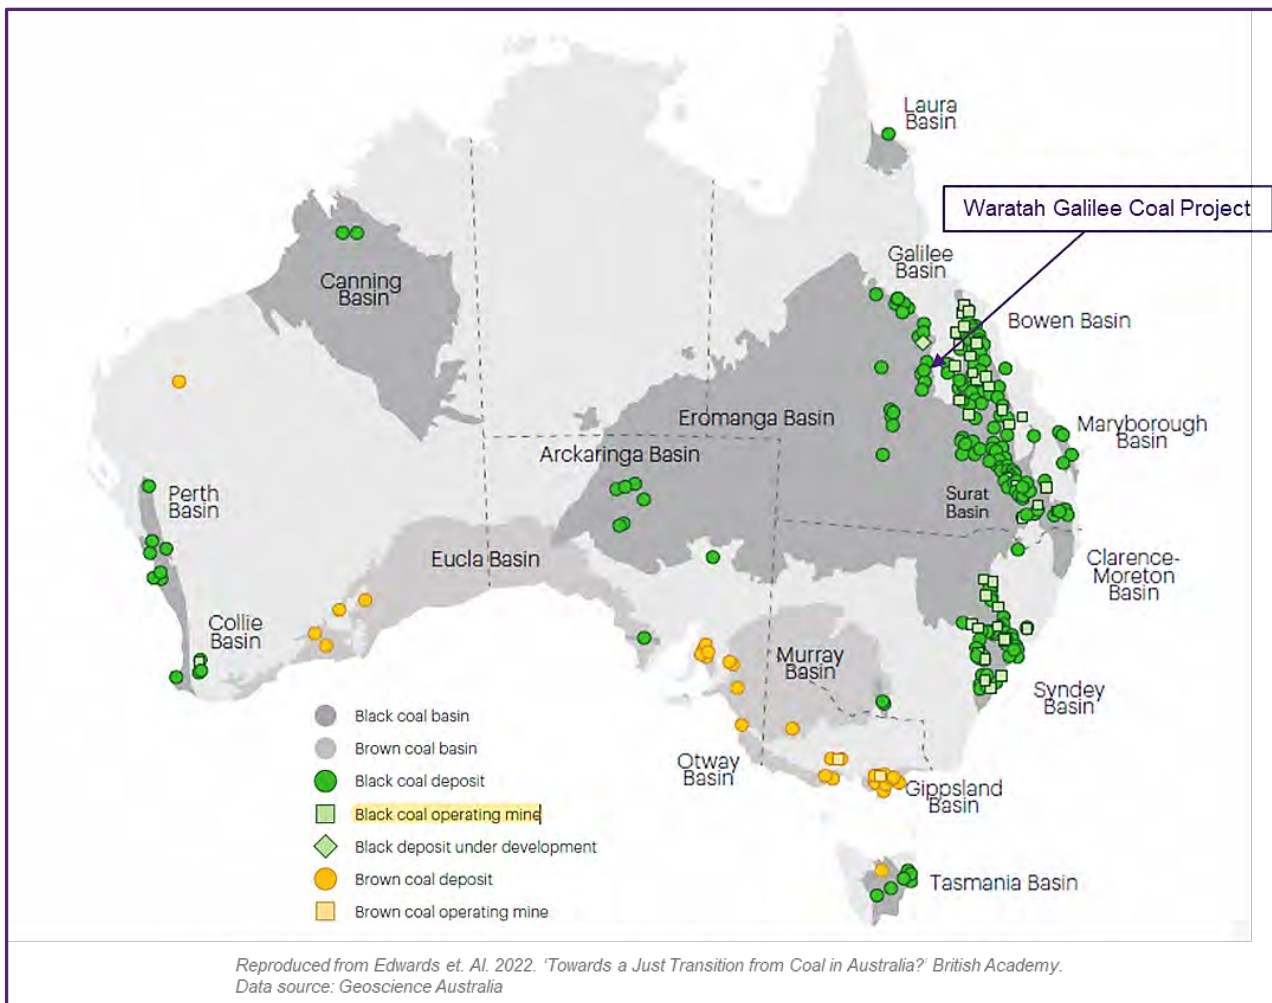 Laura
Basin
Waratah Galilee Coal Project
Galilee
Basin
Canning
Basin
Bowen Basin
Eromanga Basin
Maryborough
Basin
Arckaringa Basin
Perth
Basin
Surat
Basin
Eucla Basin
Clarence-
Moreton
Basin
Collie
Basin
Murray
Basin
Syndey
Basin
Otway
Basin
Gippsland
Basin
Tasmania Basin
Black coal basin
Brown coal basin
Black coal deposit
Black coal operating mine
Black deposit under development
Brown coal deposit
Brown coal operating mine
Reproduced from Edwards et. Al. 2022. ‘Towards a Just Transition from Coal in Australia?’ British Academy.
Data source: Geoscience Australia